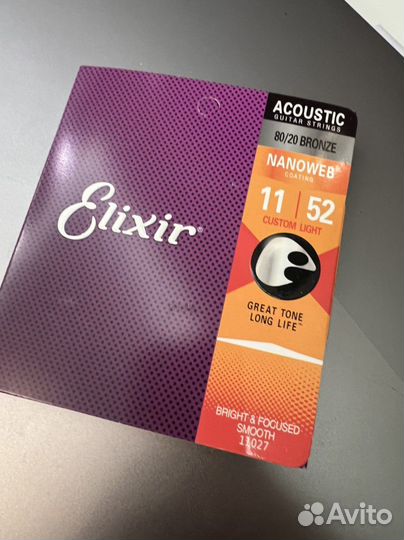 Elixir®
ACOUSTIC
GUITAR STRINGS
80/20 BRONZE
NANOWEB®
COATING
11 | 52
CUSTOM LIGHT
GREAT TONE
LONG LIFE™
BRIGHT & FOCUSED
SMOOTH
11027
Avito